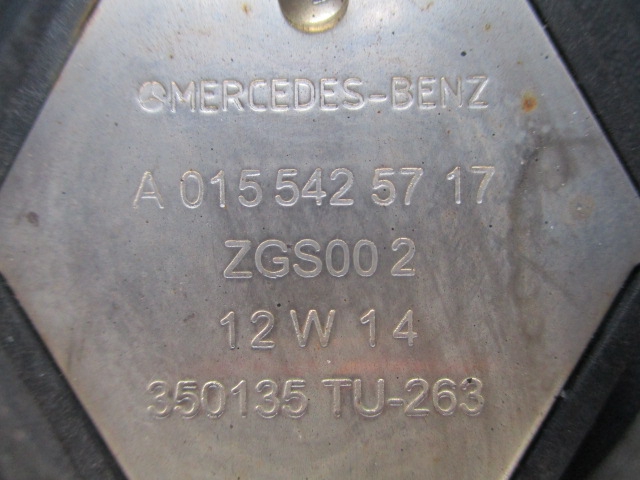 MERCEDES-BENZ
A 015 542 57 17
ZGS00 2
12 W 14
350135 TU-263